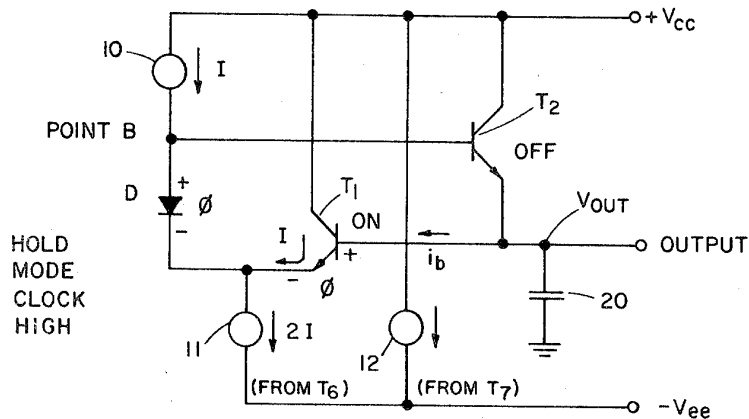 +Vcc
10
I
T2
POINT B
OFF
D
+
Ø
-
T1
VOUT
ON
I
+
OUTPUT
ib
-
Ø
HOLD
MODE
CLOCK
HIGH
20
11
2I
12
(FROM T6)
(FROM T7)
-Vee